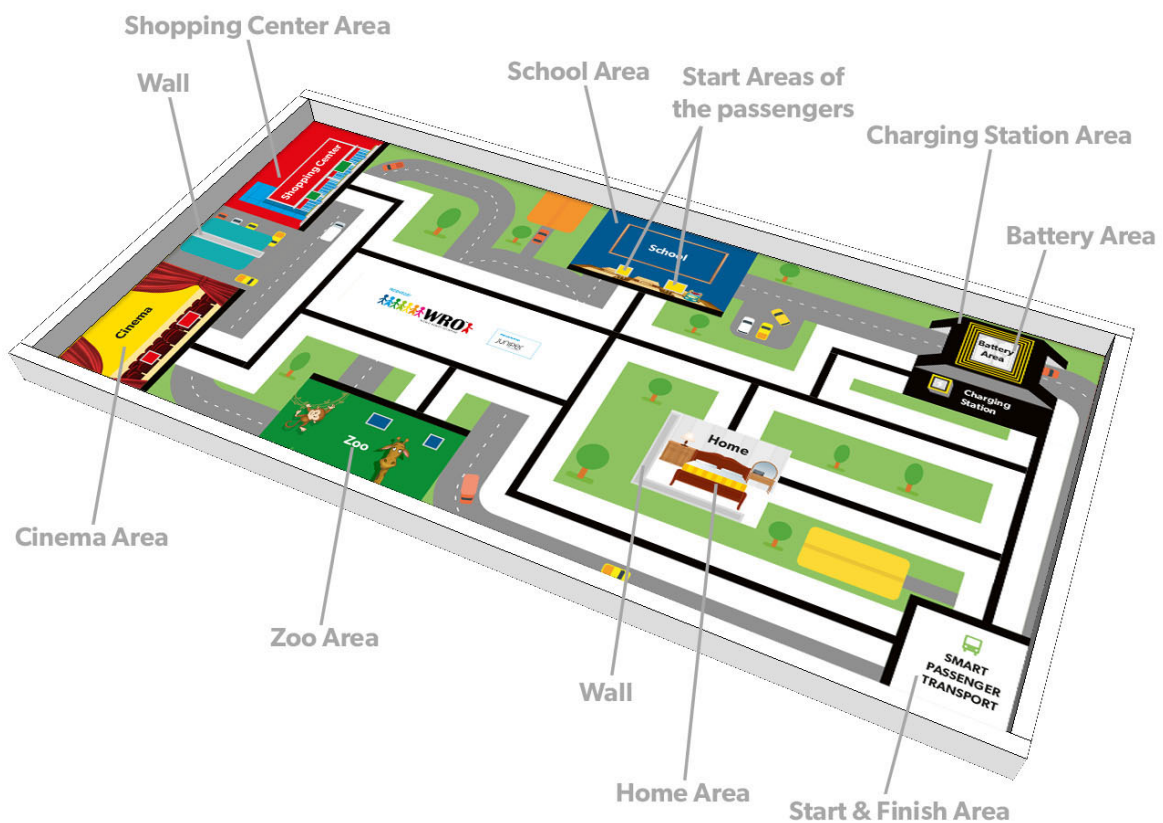 Shopping Center Area
Wall
School Area
Start Areas of
the passengers
Charging Station Area
Battery Area
Shopping Center
School
Cinema
WRO
juniper
Battery
Area
Charging
Station
Zoo
Home
Cinema Area
Zoo Area
Wall
SMART
PASSENGER
TRANSPORT
Home Area
Start & Finish Area